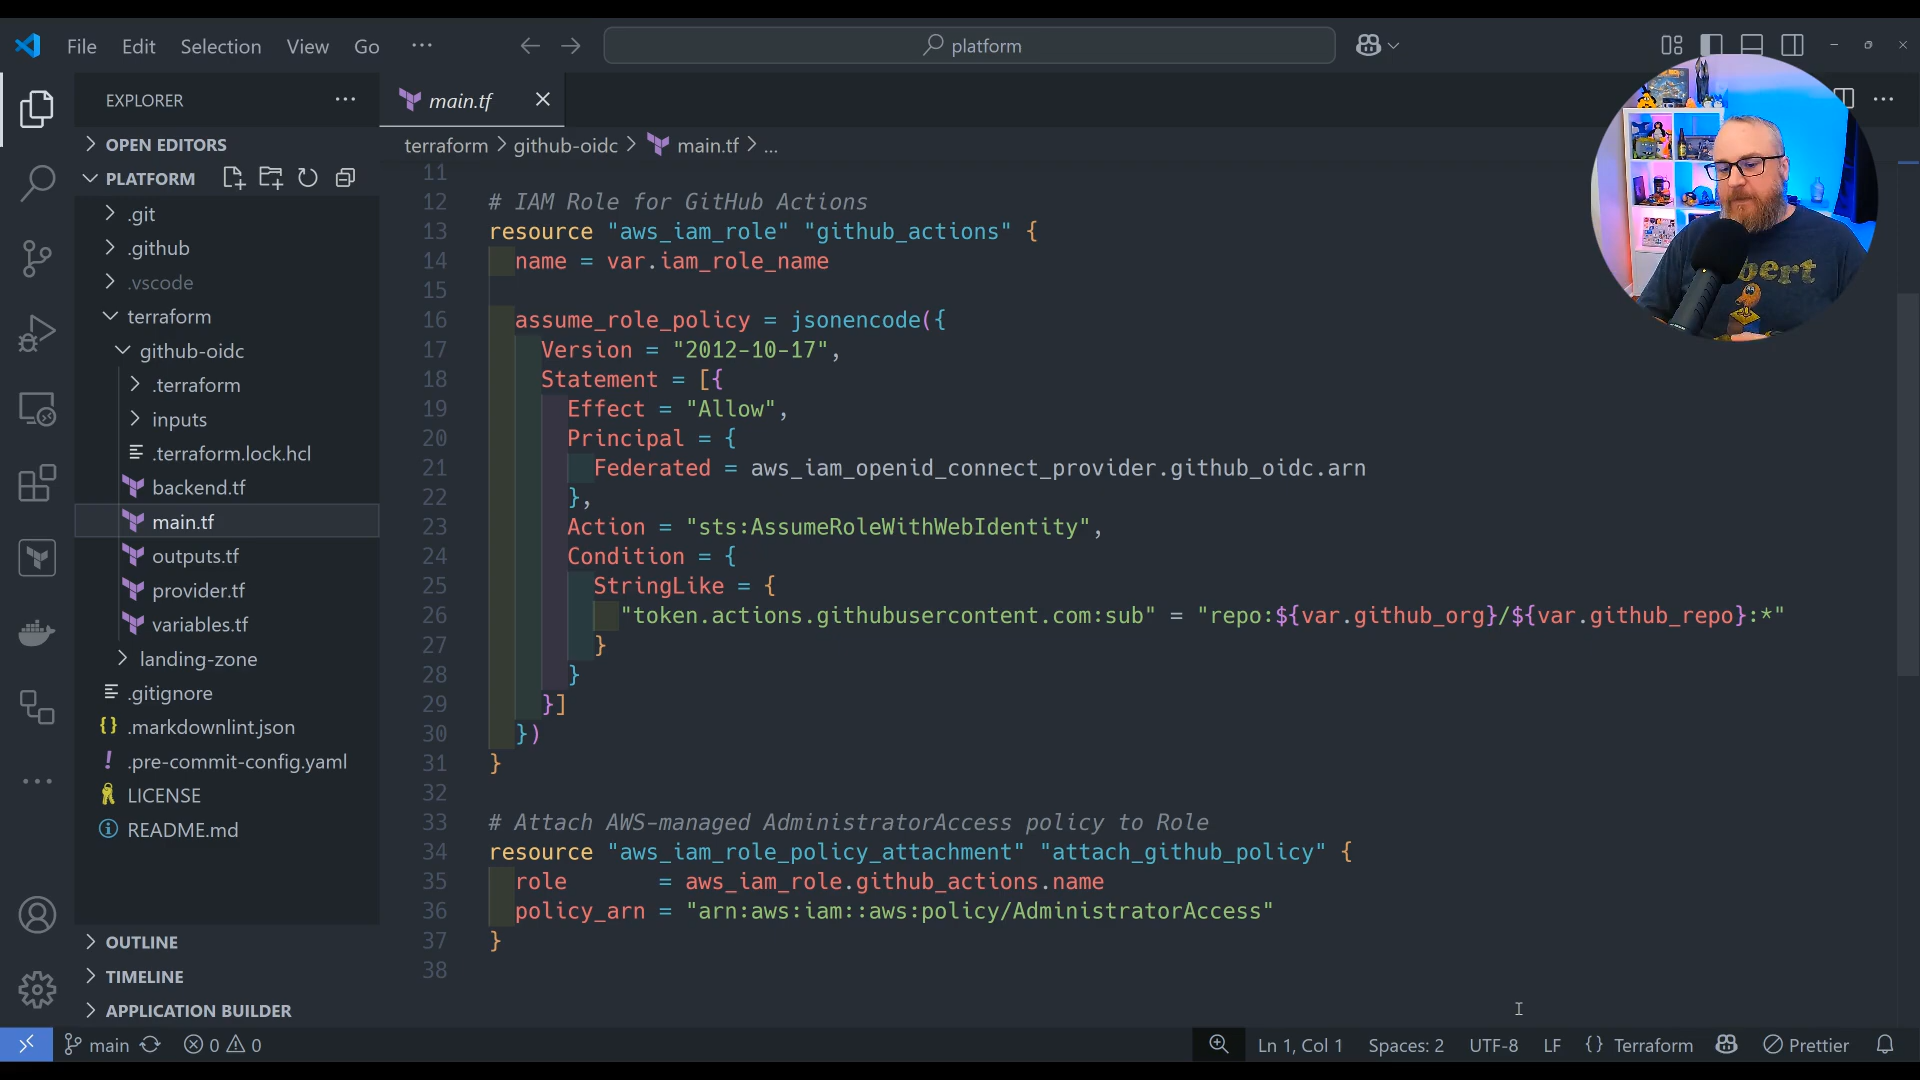 File Edit Selection View Go ···
platform
EXPLORER ···
main.tf
OPEN EDITORS
PLATFORM
.git
.github
.vscode
terraform
github-oidc
.terraform
inputs
.terraform.lock.hcl
backend.tf
main.tf
outputs.tf
provider.tf
variables.tf
landing-zone
.gitignore
{} .markdownlint.json
! .pre-commit-config.yaml
LICENSE
README.md
OUTLINE
TIMELINE
APPLICATION BUILDER
terraform > github-oidc > main.tf > ...
11
12 # IAM Role for GitHub Actions
13 resource "aws_iam_role" "github_actions" {
14 name = var.iam_role_name
15
16 assume_role_policy = jsonencode({
17 Version = "2012-10-17",
18 Statement = [{
19 Effect = "Allow",
20 Principal = {
21 Federated = aws_iam_openid_connect_provider.github_oidc.arn
22 },
23 Action = "sts:AssumeRoleWithWebIdentity",
24 Condition = {
25 StringLike = {
26 "token.actions.githubusercontent.com:sub" = "repo:${var.github_org}/${var.github_repo}:*"
27 }
28 }
29 }]
30 })
31 }
32
33 # Attach AWS-managed AdministratorAccess policy to Role
34 resource "aws_iam_role_policy_attachment" "attach_github_policy" {
35 role = aws_iam_role.github_actions.name
36 policy_arn = "arn:aws:iam::aws:policy/AdministratorAccess"
37 }
38
main 0 0
Ln 1, Col 1 Spaces: 2 UTF-8 LF {} Terraform Prettier